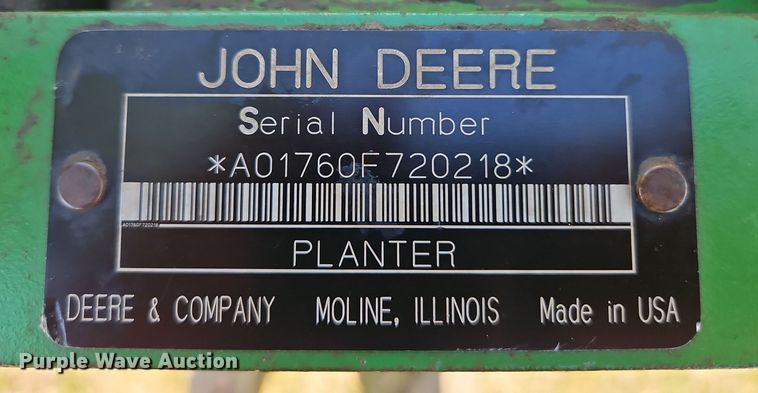 JOHN DEERE
Serial Number
*A01760F720218*
A01760F720218
PLANTER
DEERE & COMPANY MOLINE, ILLINOIS Made in USA
Purple Wave Auction